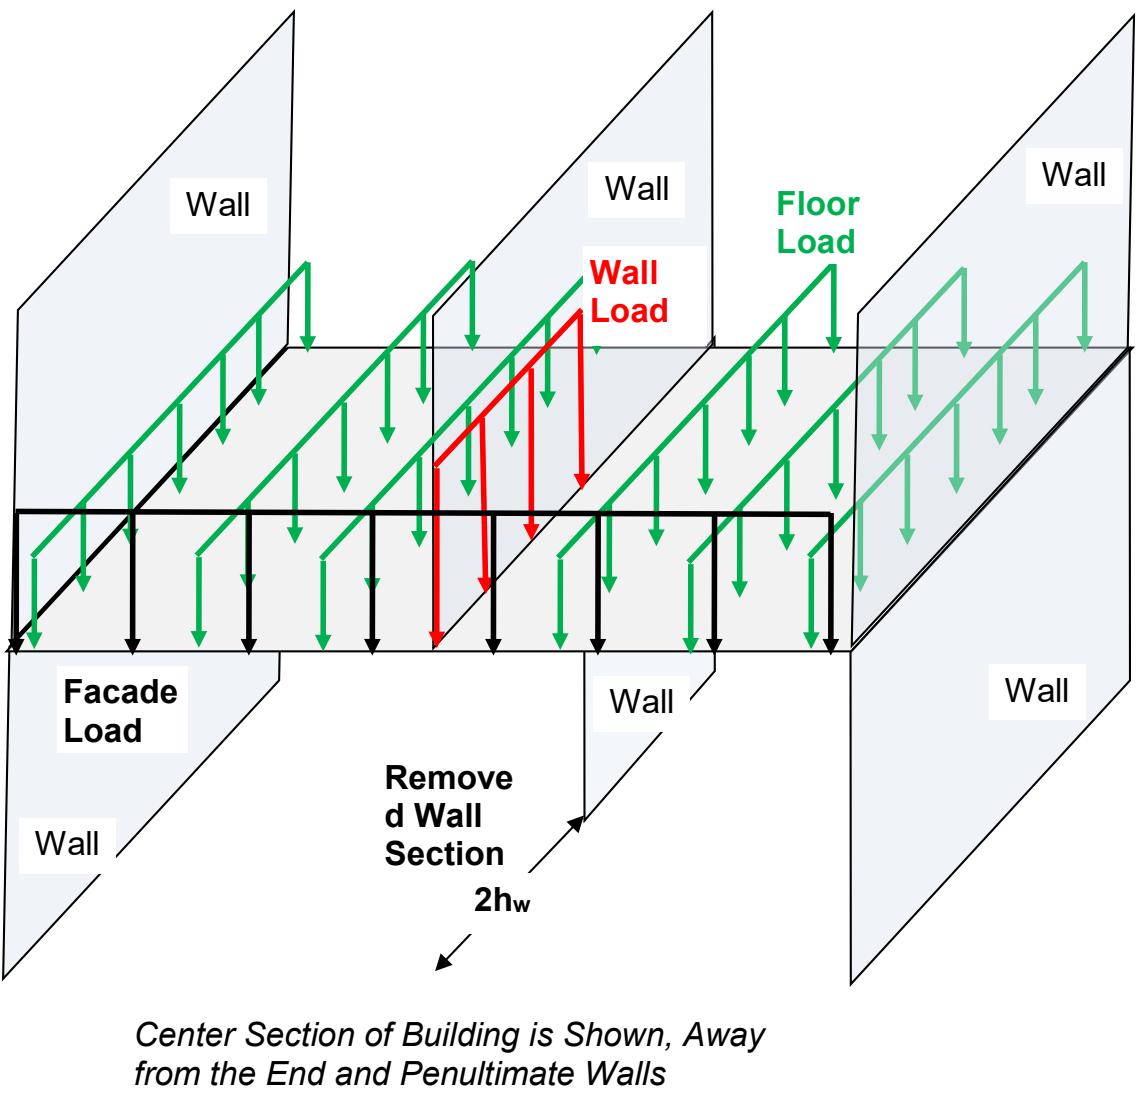 Wall
Wall
Wall
Floor
Load
Wall
Load
Facade
Load
Wall
Wall
Wall
Remove
d Wall
Section
2hw
Center Section of Building is Shown, Away
from the End and Penultimate Walls